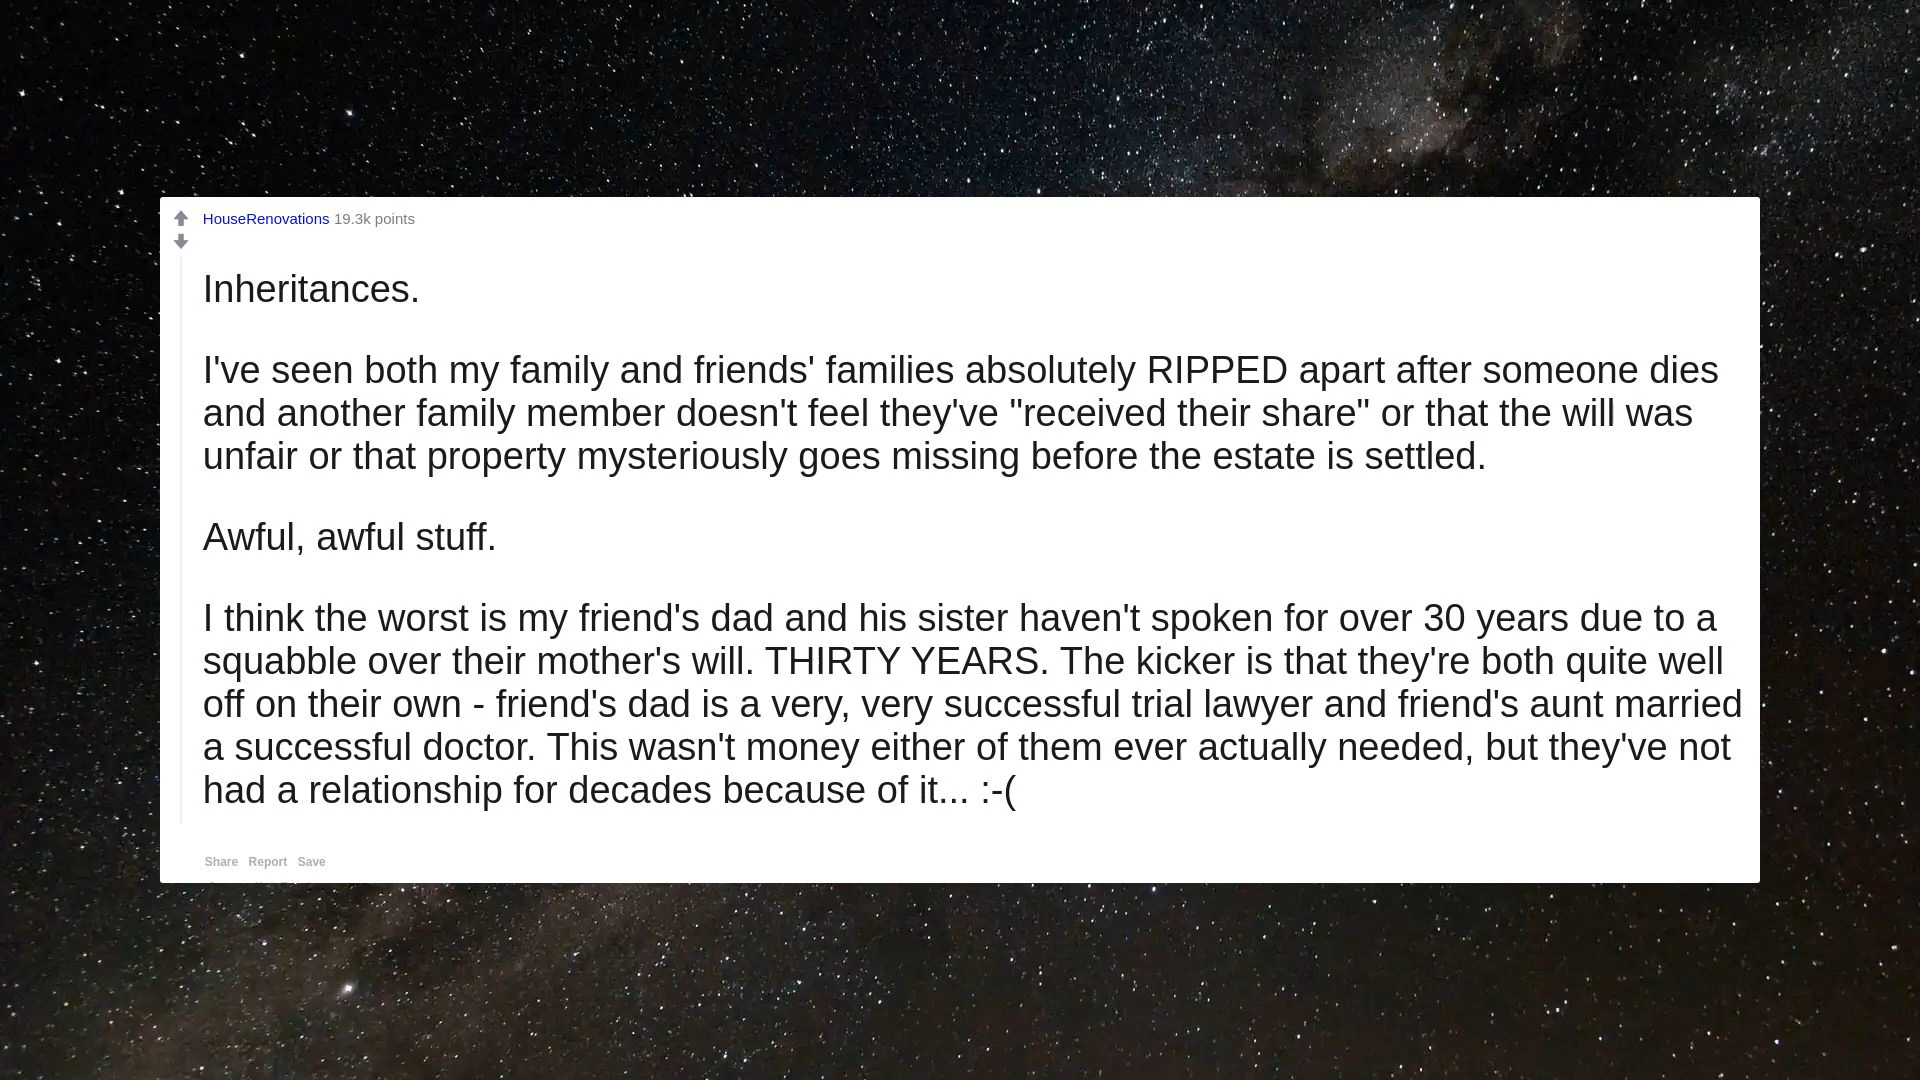 HouseRenovations 19.3k points
Inheritances.
I've seen both my family and friends' families absolutely RIPPED apart after someone dies
and another family member doesn't feel they've "received their share" or that the will was
unfair or that property mysteriously goes missing before the estate is settled.
Awful, awful stuff.
I think the worst is my friend's dad and his sister haven't spoken for over 30 years due to a
squabble over their mother's will. THIRTY YEARS. The kicker is that they're both quite well
off on their own - friend's dad is a very, very successful trial lawyer and friend's aunt married
a successful doctor. This wasn't money either of them ever actually needed, but they've not
had a relationship for decades because of it... :-(
Share Report Save